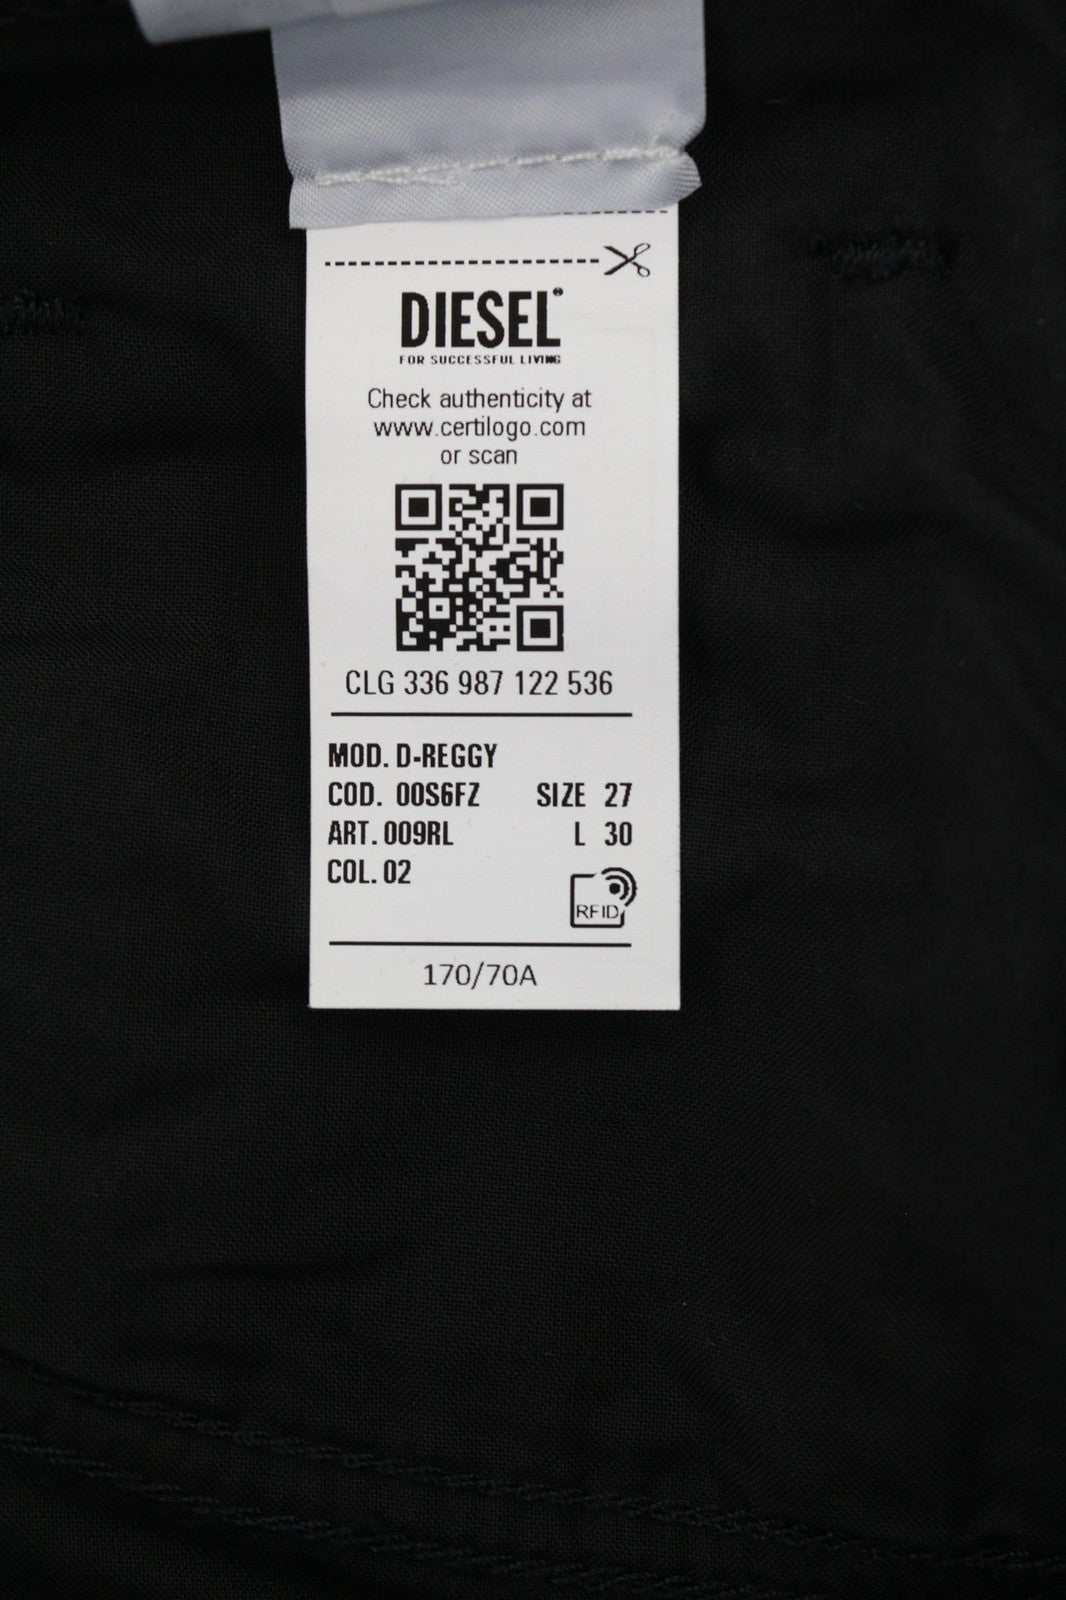 DIESEL®
FOR SUCCESSFUL LIVING
Check authenticity at
www.certilogo.com
or scan
CLG 336 987 122 536
MOD. D-REGGY
COD. 00S6FZ SIZE 27
ART. 009RL L 30
COL. 02
RFID
170/70A